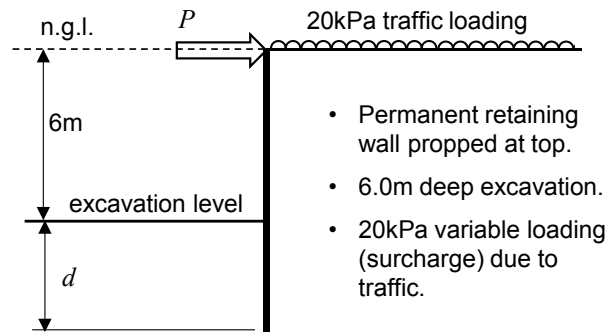 n.g.l.
P
20kPa traffic loading
6m
• Permanent retaining
wall propped at top.
• 6.0m deep excavation.
excavation level
• 20kPa variable loading
(surcharge) due to
traffic.
d